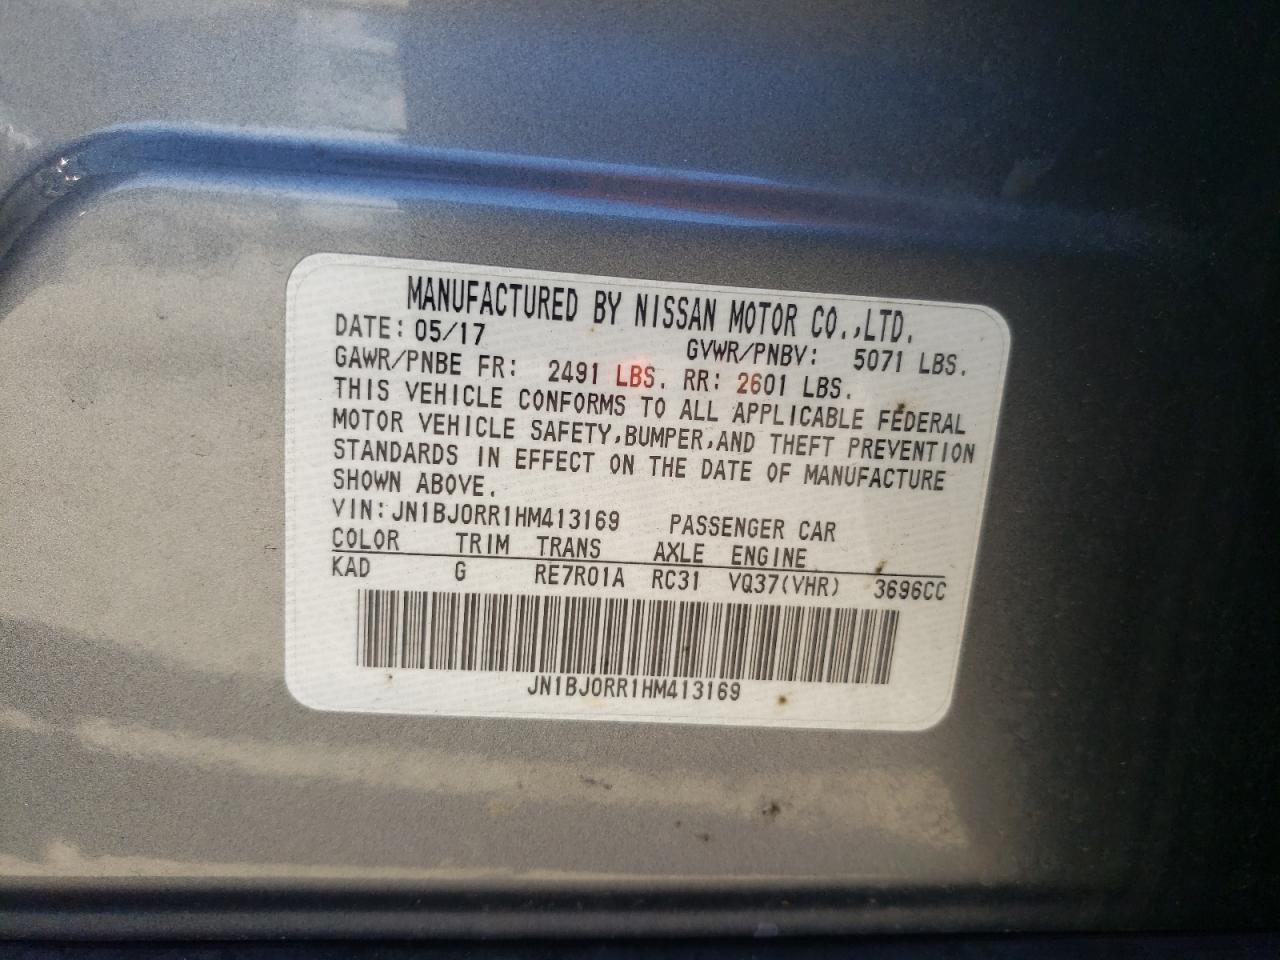 MANUFACTURED BY NISSAN MOTOR CO.,LTD.
DATE: 05/17 GVWR/PNBV: 5071 LBS.
GAWR/PNBE FR: 2491 LBS. RR: 2601 LBS.
THIS VEHICLE CONFORMS TO ALL APPLICABLE FEDERAL
MOTOR VEHICLE SAFETY,BUMPER,AND THEFT PREVENTION
STANDARDS IN EFFECT ON THE DATE OF MANUFACTURE
SHOWN ABOVE.
VIN:JN1BJ0RR1HM413169 PASSENGER CAR
COLOR TRIM TRANS AXLE ENGINE
KAD G RE7R01A RC31 VQ37(VHR) 3696CC
JN1BJ0RR1HM413169